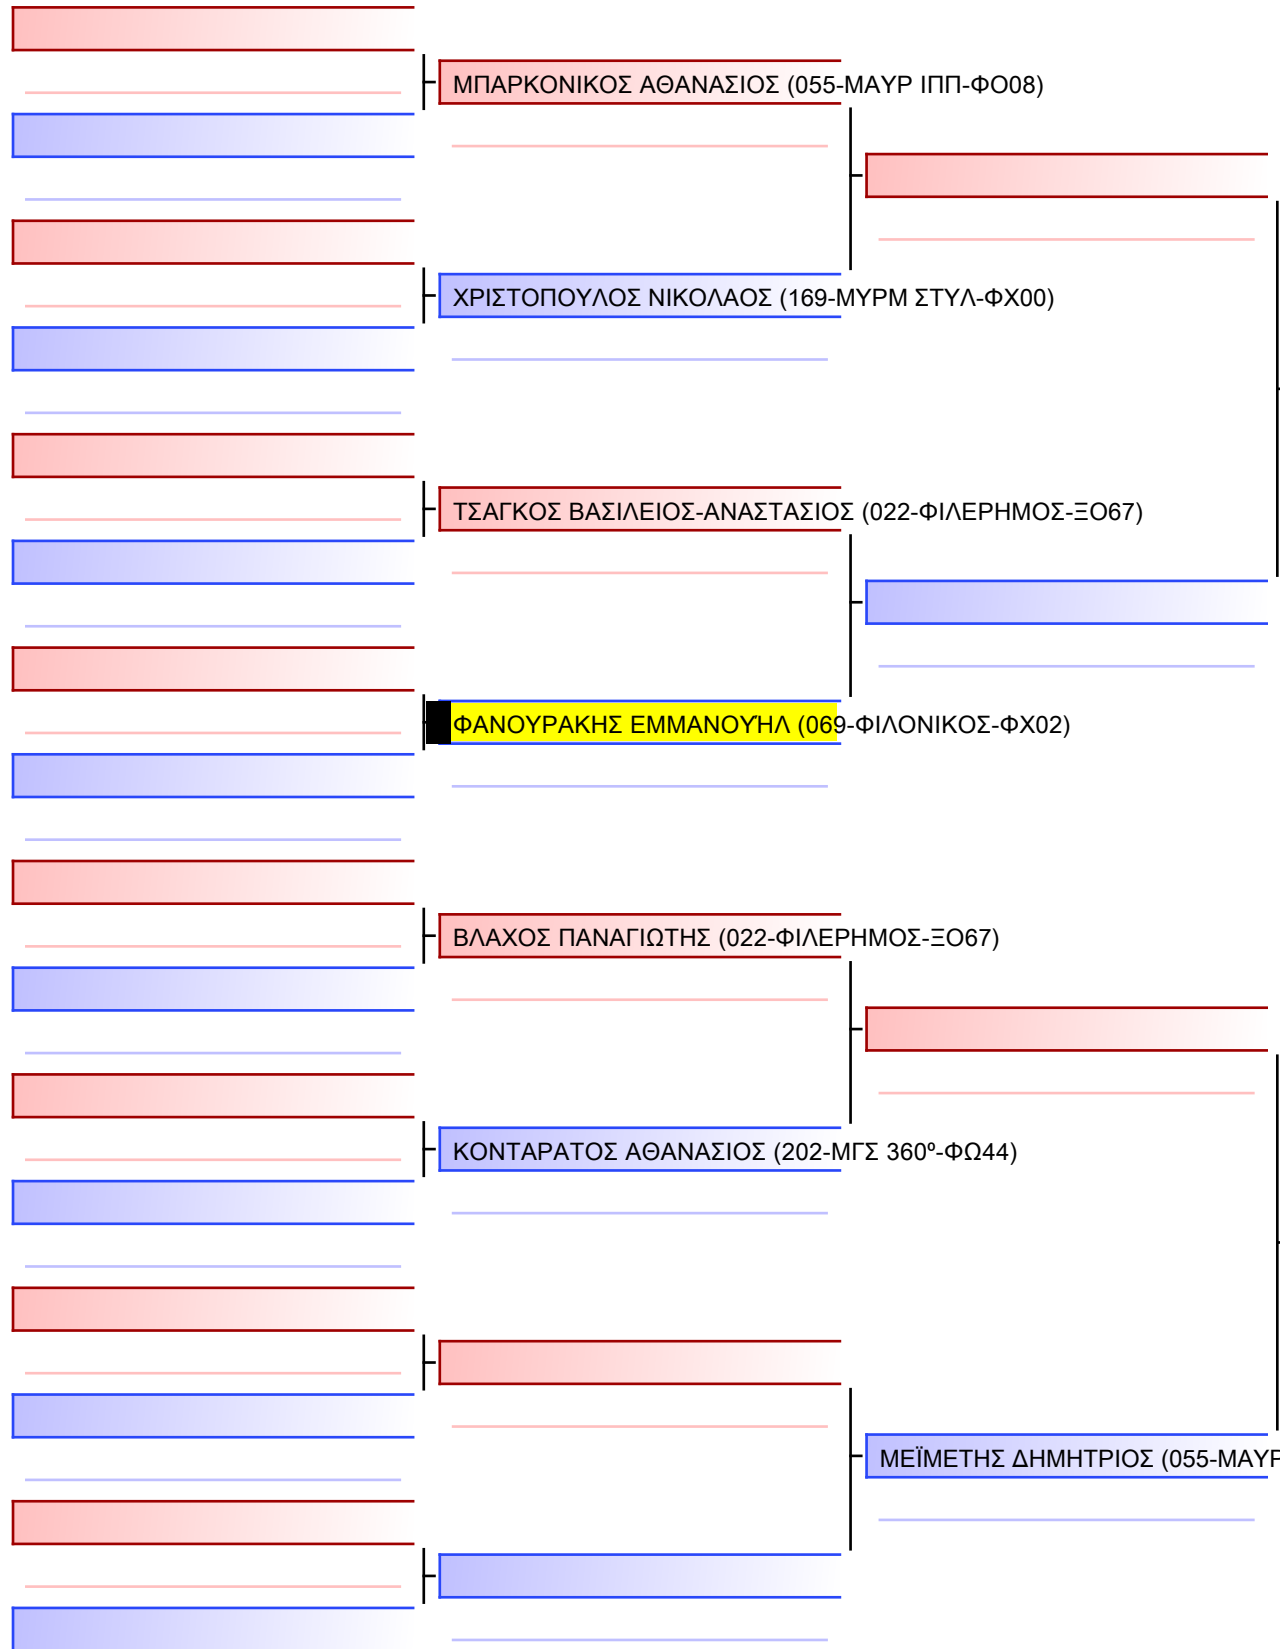 ΜΠΑΡΚΟΝΙΚΟΣ ΑΘΑΝΑΣΙΟΣ (055-ΜΑΥΡ ΙΠΠ-ΦΟ08)
ΧΡΙΣΤΟΠΟΥΛΟΣ ΝΙΚΟΛΑΟΣ (169-ΜΥΡΜ ΣΤΥΛ-ΦΧ00)
ΤΣΑΓΚΟΣ ΒΑΣΙΛΕΙΟΣ-ΑΝΑΣΤΑΣΙΟΣ (022-ΦΙΛΕΡΗΜΟΣ-ΞΟ67)
ΦΑΝΟΥΡΑΚΗΣ ΕΜΜΑΝΟΥΉΛ (069-ΦΙΛΟΝΙΚΟΣ-ΦΧ02)
ΒΛΑΧΟΣ ΠΑΝΑΓΙΩΤΗΣ (022-ΦΙΛΕΡΗΜΟΣ-ΞΟ67)
ΚΟΝΤΑΡΑΤΟΣ ΑΘΑΝΑΣΙΟΣ (202-ΜΓΣ 360º-ΦΩ44)
ΜΕΪΜΕΤΗΣ ΔΗΜΗΤΡΙΟΣ (055-ΜΑΥΡ